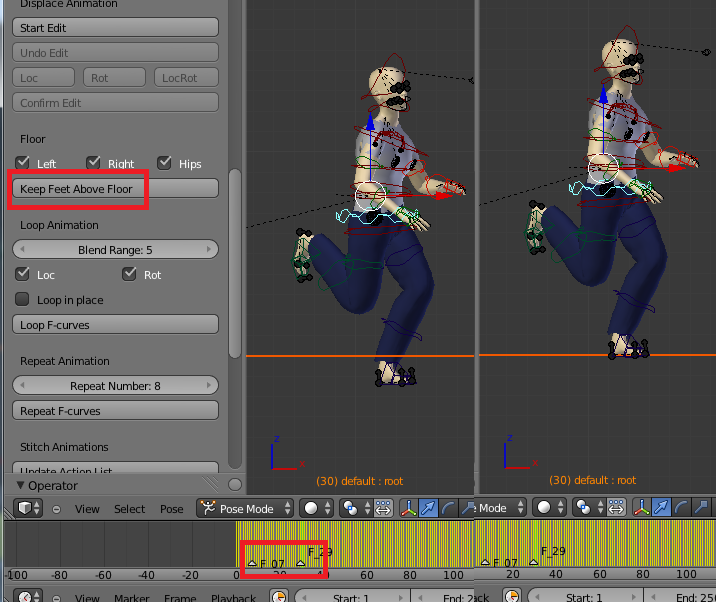 Displace Animation
Start Edit
Undo Edit
Loc Rot LocRot
Confirm Edit
Floor
Left Right Hips
Keep Feet Above Floor
Loop Animation
Blend Range: 5
Loc Rot
Loop in place
Loop F-curves
Repeat Animation
Repeat Number: 8
Repeat F-curves
Stitch Animations
Update Action List
Operator
z
x
(30) default : root
z
x
(30) default : root
View Select Pose Pose Mode
Mode
F_29
F_07
-100 -80 -60 -40 -20 0 20 40 60 80 100
F_29
F_07
20 40 60 80 100
View Marker Frame Playback Start: 1 End: 2
ck Start: 1 End: 250